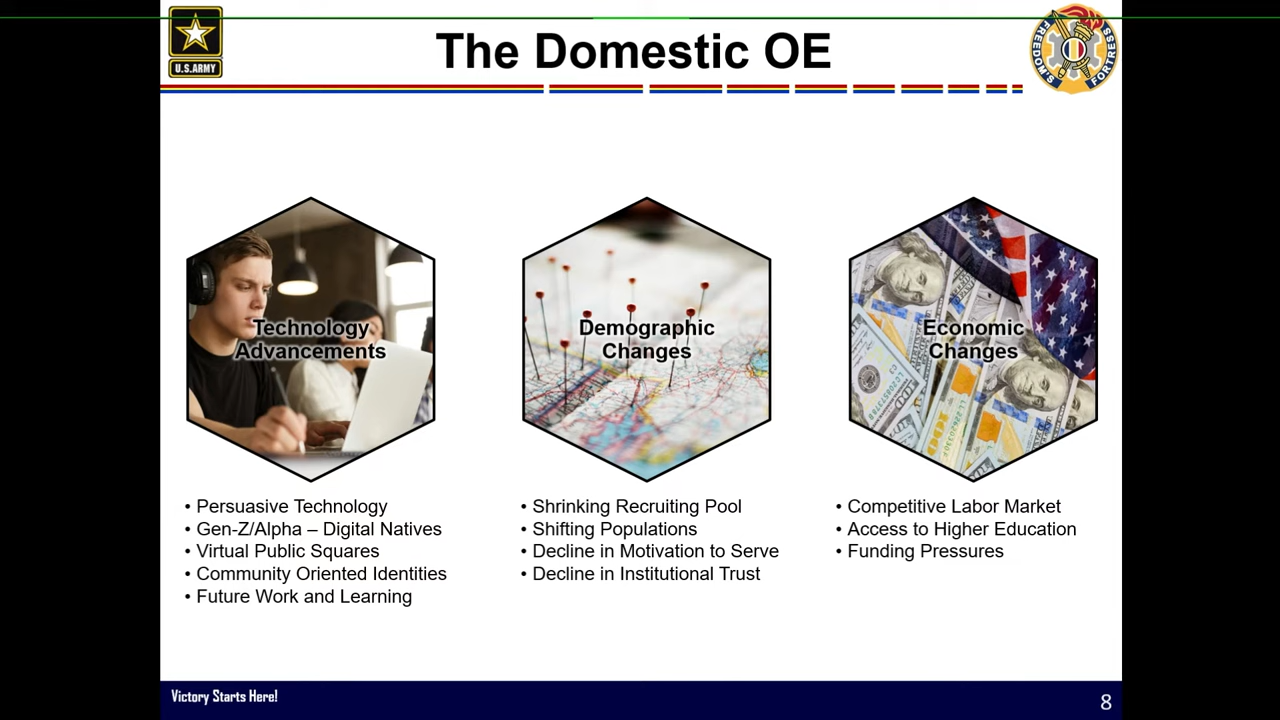 The Domestic OE
U.S.ARMY
FREEDOM'S FORTRESS
Technology
Advancements
• Persuasive Technology
• Gen-Z/Alpha – Digital Natives
• Virtual Public Squares
• Community Oriented Identities
• Future Work and Learning
Demographic
Changes
• Shrinking Recruiting Pool
• Shifting Populations
• Decline in Motivation to Serve
• Decline in Institutional Trust
Economic
Changes
• Competitive Labor Market
• Access to Higher Education
• Funding Pressures
Victory Starts Here!
8